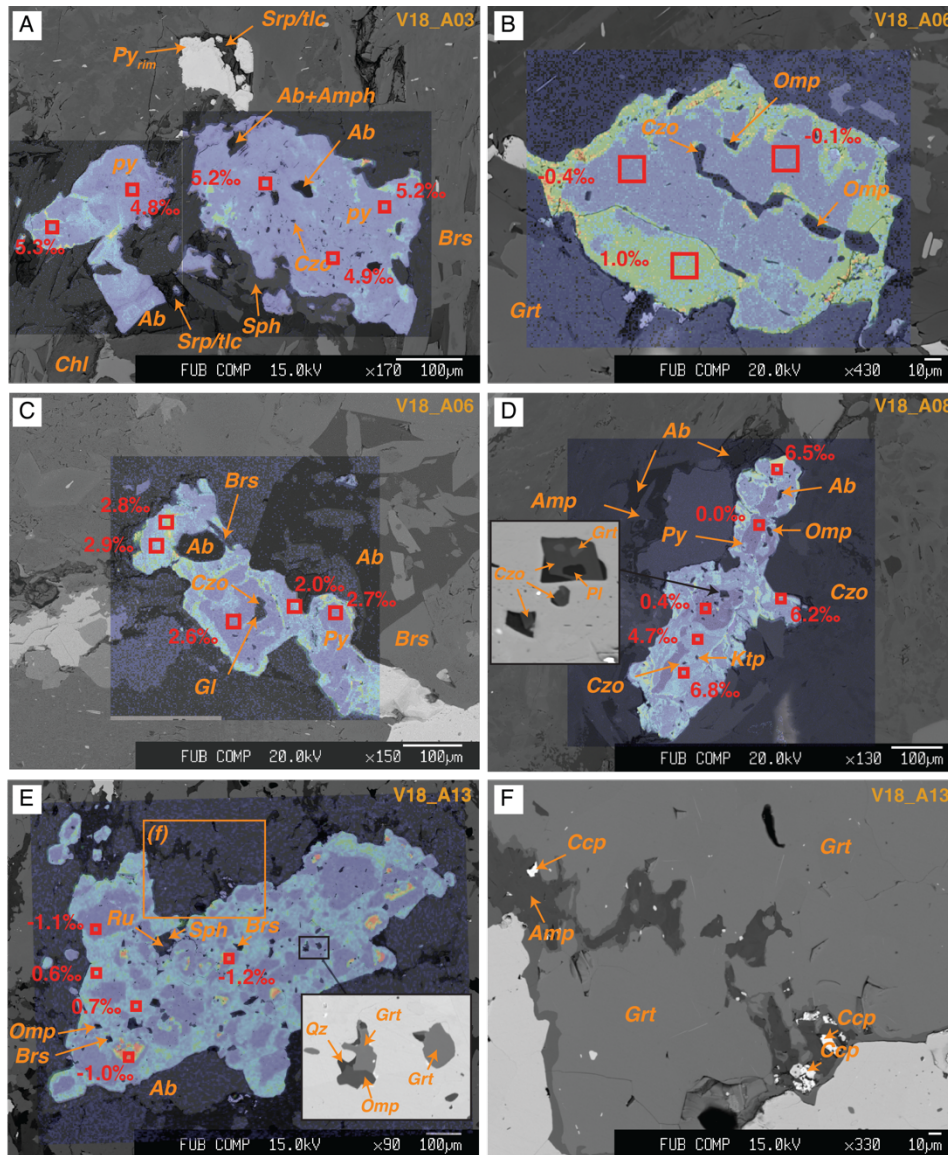 A
V18_A03
Srp/tlc
Py_rim
Ab+Amph
Ab
py
5.2‰
5.2‰
4.8‰
py
5.3‰
Czo
4.9‰
Brs
Ab
Sph
Srp/tlc
Chl
FUB COMP 15.0kV ×170 100µm
B
V18_A06
Omp
Czo
-0.1‰
-0.4‰
Omp
1.0‰
Grt
FUB COMP 20.0kV ×430 10µm
C
V18_A06
Brs
2.8‰
2.9‰
Ab
Ab
Czo
2.0‰
2.7‰
2.6‰
Py
Brs
Gl
FUB COMP 20.0kV ×150 100µm
D
V18_A08
Ab
6.5‰
Amp
Ab
0.0‰
Omp
Py
Grt
Czo
Pl
Czo
0.4‰
6.2‰
4.7‰
Ktp
Czo
6.8‰
FUB COMP 20.0kV ×130 100µm
E
V18_A13
(f)
Ru
Sph
Brs
-1.1‰
-1.2‰
0.6‰
0.7‰
Omp
Brs
-1.0‰
Ab
Qz
Grt
Grt
Omp
FUB COMP 15.0kV ×90 100µm
F
V18_A13
Ccp
Grt
Amp
Grt
Ccp
Ccp
FUB COMP 15.0kV ×330 10µm